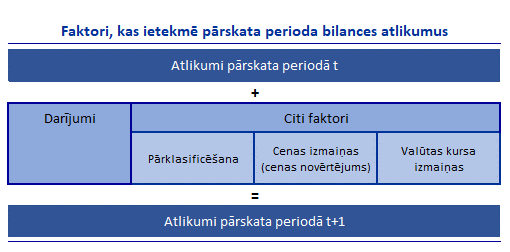 Faktori, kas ietekmē pārskata perioda bilances atlikumus
Atlikumi pārskata periodā t
+
Darījumi
Citi faktori
Pārklasificēšana
Cenas izmaiņas
(cenas novērtējums)
Valūtas kursa
izmaiņas
=
Atlikumi pārskata periodā t+1